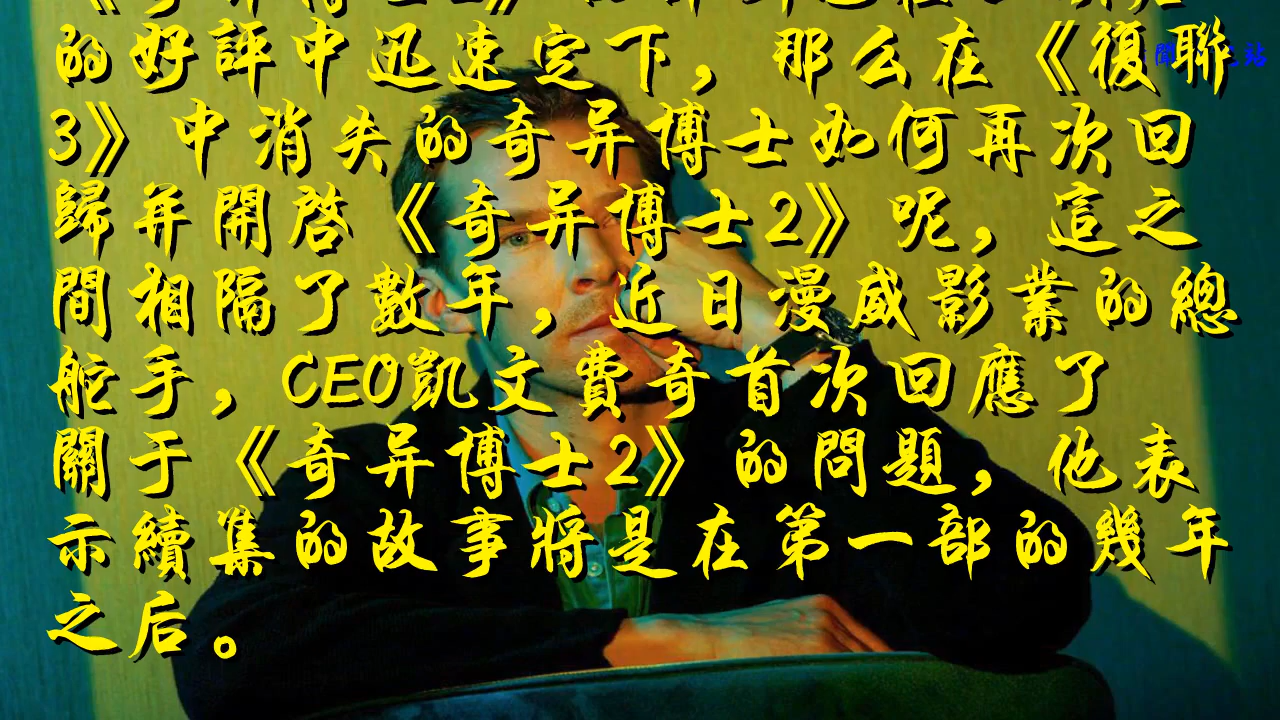 的好評中迅速定下，那么在《復聯
3》中消失的奇异博士如何再次回
歸并開啓《奇异博士2》呢，這之
間相隔了數年，近日漫威影業的總
舵手，CEO凱文費奇首次回應了
關于《奇异博士2》的問題，他表
示續集的故事將是在第一部的幾年
之后。